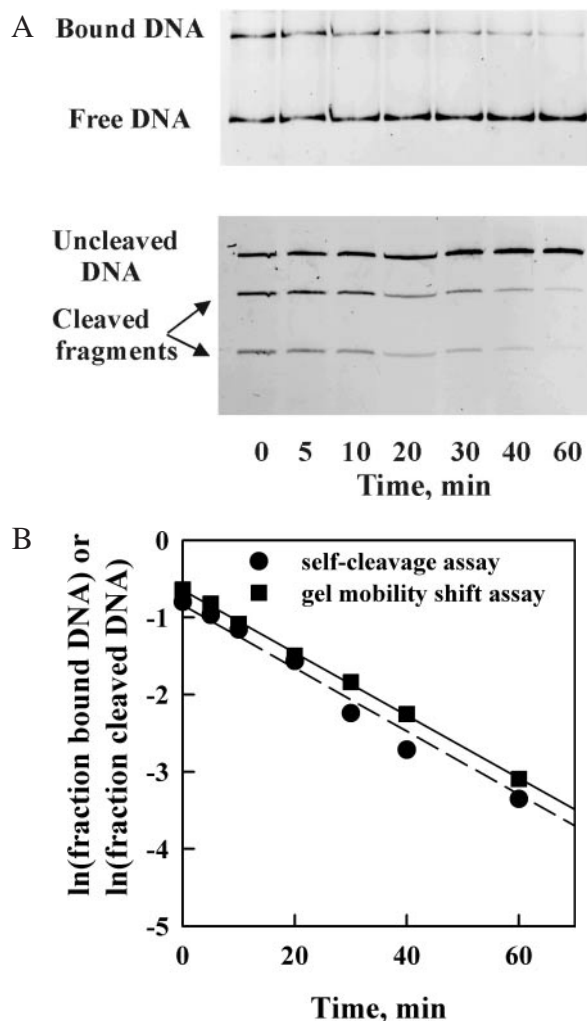 A
Bound DNA
Free DNA
Uncleaved
DNA
Cleaved
fragments
0 5 10 20 30 40 60
Time, min
B
ln(fraction bound DNA) or
ln(fraction cleaved DNA)
0
-1
-2
-3
-4
-5
self-cleavage assay
gel mobility shift assay
0 20 40 60
Time, min